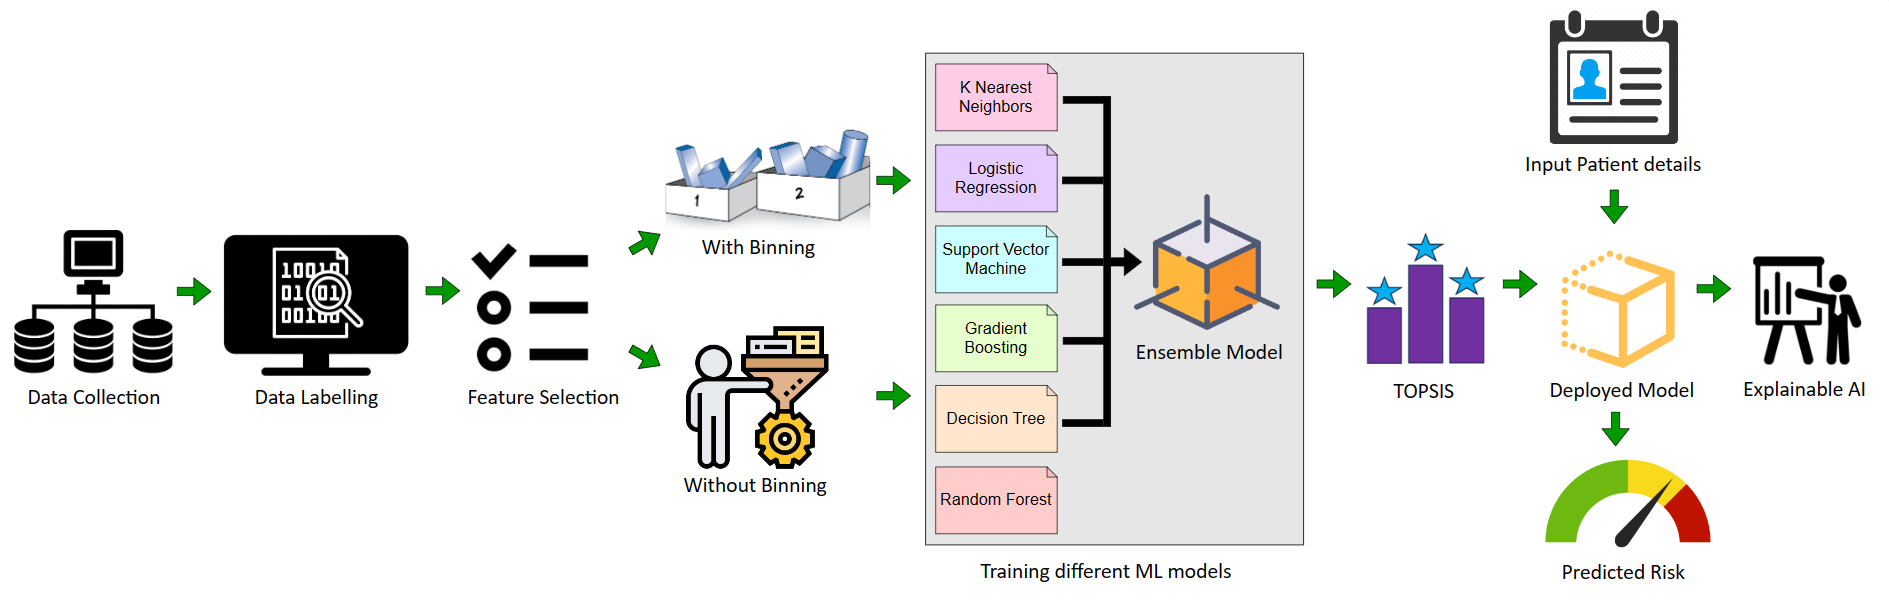 Data Collection
10010
01 01
00100
Data Labelling
Feature Selection
1
2
With Binning
Without Binning
K Nearest
Neighbors
Logistic
Regression
Support Vector
Machine
Gradient
Boosting
Decision Tree
Random Forest
Ensemble Model
Training different ML models
TOPSIS
Input Patient details
Deployed Model
Predicted Risk
Explainable AI